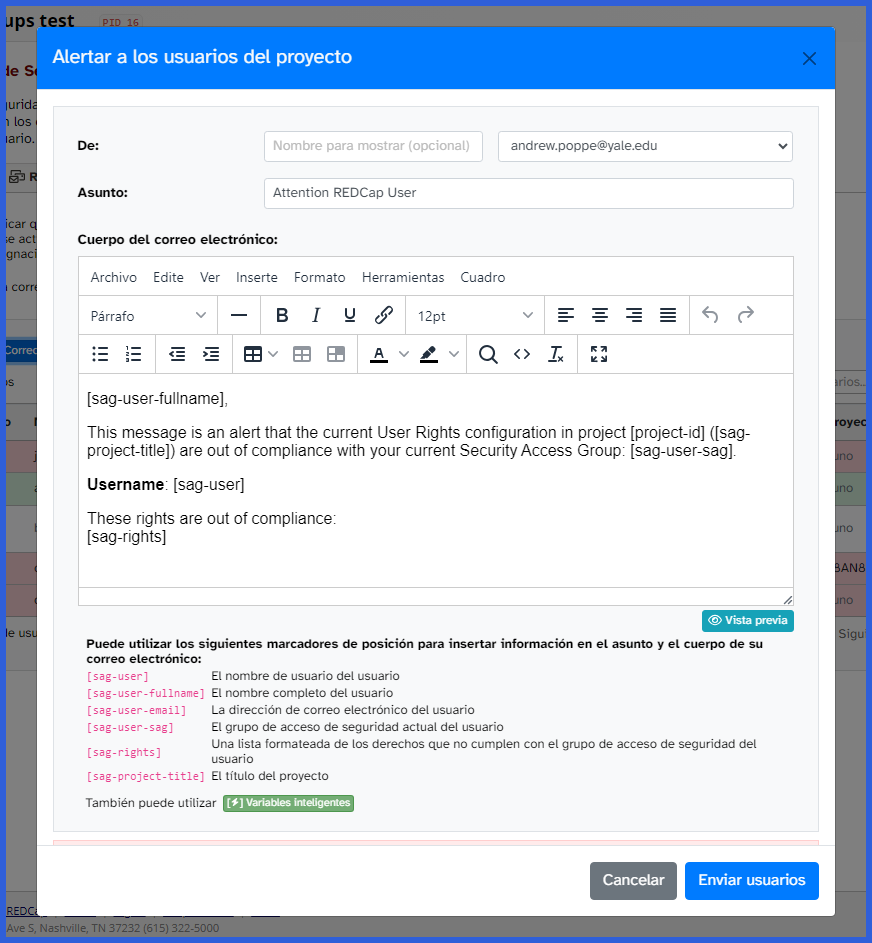 ups test PID 16
Alertar a los usuarios del proyecto
De: Nombre para mostrar (opcional) andrew.poppe@yale.edu
Asunto: Attention REDCap User
Cuerpo del correo electrónico:
Archivo Edite Ver Inserte Formato Herramientas Cuadro
Párrafo B I U 12pt
A
[sag-user-fullname],
This message is an alert that the current User Rights configuration in project [project-id] ([sag-
project-title]) are out of compliance with your current Security Access Group: [sag-user-sag].
Username: [sag-user]
These rights are out of compliance:
[sag-rights]
Vista previa
Puede utilizar los siguientes marcadores de posición para insertar información en el asunto y el cuerpo de su
correo electrónico:
[sag-user] El nombre de usuario del usuario
[sag-user-fullname] El nombre completo del usuario
[sag-user-email] La dirección de correo electrónico del usuario
[sag-user-sag] El grupo de acceso de seguridad actual del usuario
[sag-rights] Una lista formateada de los derechos que no cumplen con el grupo de acceso de seguridad del
usuario
[sag-project-title] El título del proyecto
También puede utilizar [⚡] Variables inteligentes
Cancelar Enviar usuarios
Ave S, Nashville, TN 37232 (615) 322-5000